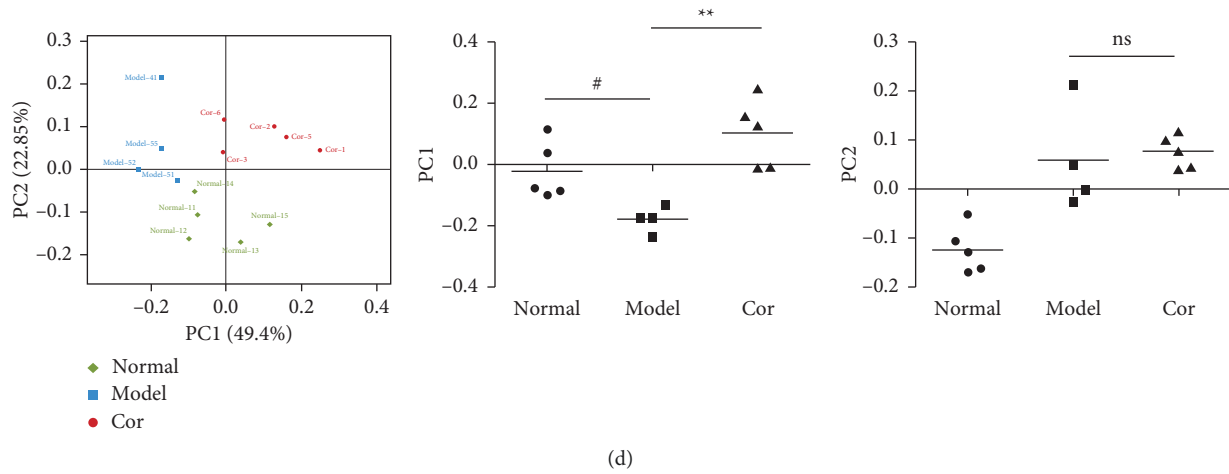 0.3
0.2
0.1
0.0
−0.1
−0.2
PC2 (22.85%)
Model−41
Model−55
Model−52
Model−51
Cor−6
Cor−2
Cor−5
Cor−3
Cor−1
Normal−14
Normal−11
Normal−15
Normal−12
Normal−13
−0.2
0.0
0.2
0.4
PC1 (49.4%)
Normal
Model
Cor
**
#
0.4
0.2
0.0
−0.2
−0.4
PC1
Normal
Model
Cor
ns
0.3
0.2
0.1
0.0
−0.1
−0.2
PC2
Normal
Model
Cor
(d)